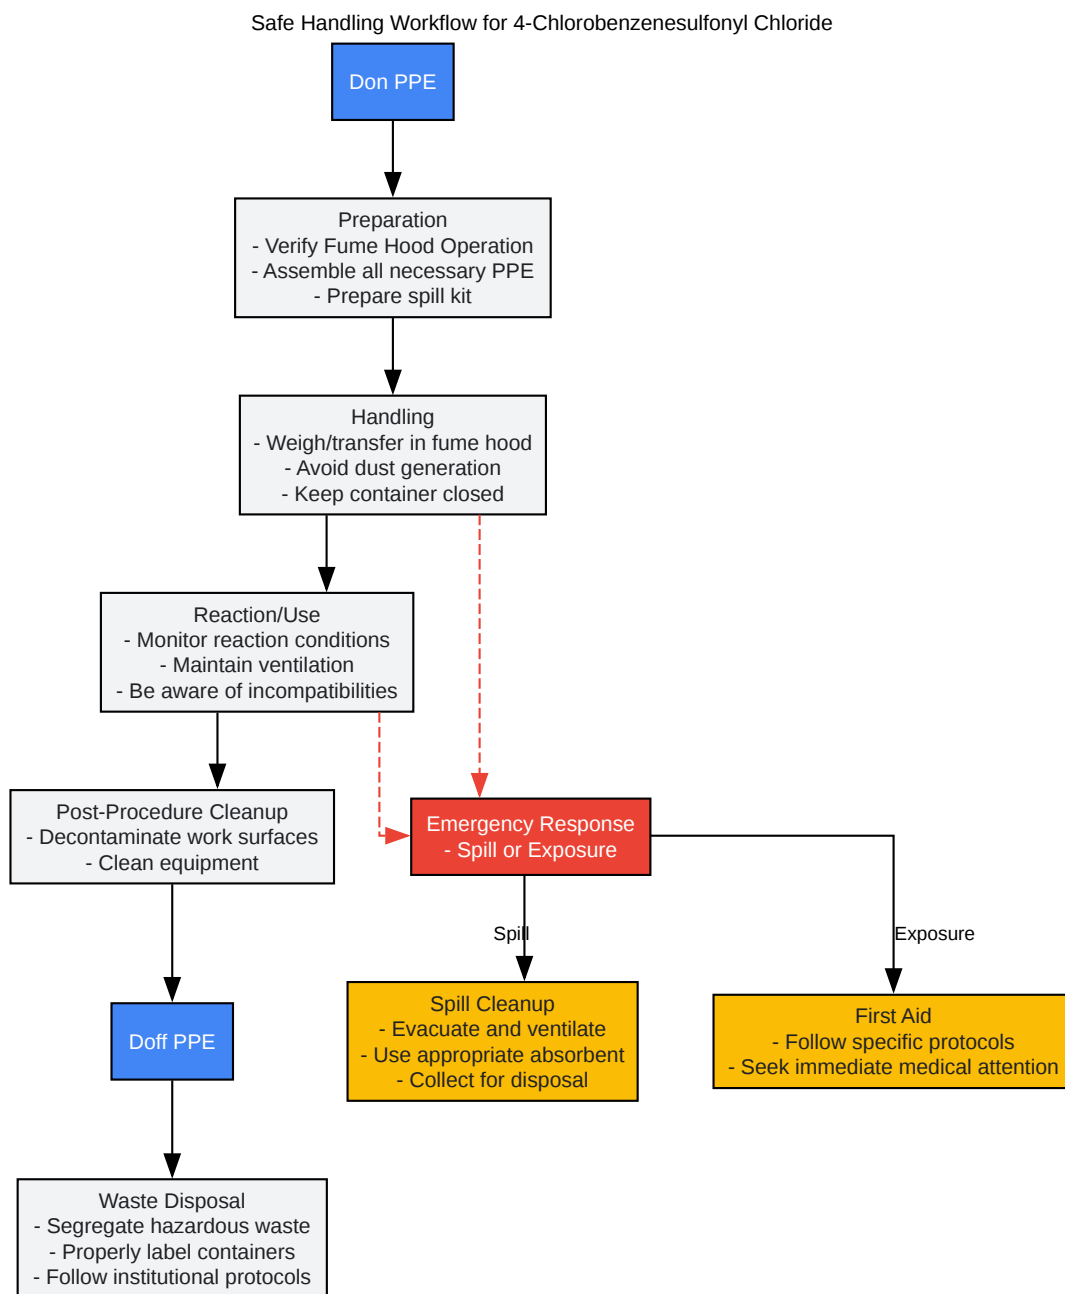 Safe Handling Workflow for 4-Chlorobenzenesulfonyl Chloride
Don PPE
Preparation
- Verify Fume Hood Operation
- Assemble all necessary PPE
- Prepare spill kit
Handling
- Weigh/transfer in fume hood
- Avoid dust generation
- Keep container closed
Reaction/Use
- Monitor reaction conditions
- Maintain ventilation
- Be aware of incompatibilities
Post-Procedure Cleanup
- Decontaminate work surfaces
- Clean equipment
Emergency Response
- Spill or Exposure
Spill
Exposure
Spill Cleanup
- Evacuate and ventilate
- Use appropriate absorbent
- Collect for disposal
First Aid
- Follow specific protocols
- Seek immediate medical attention
Doff PPE
Waste Disposal
- Segregate hazardous waste
- Properly label containers
- Follow institutional protocols